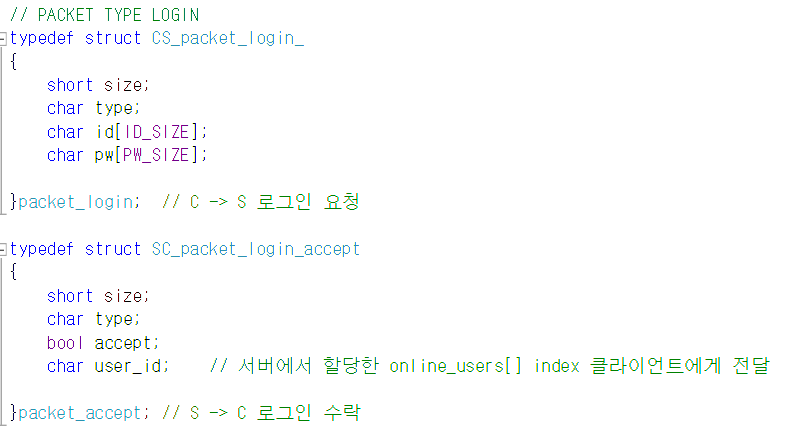 // PACKET TYPE LOGIN
typedef struct CS_packet_login_
{
short size;
char type;
char id[ID_SIZE];
char pw[PW_SIZE];
}packet_login; // C -> S 로그인 요청
typedef struct SC_packet_login_accept
{
short size;
char type;
bool accept;
char user_id; // 서버에서 할당한 online_users[] index 클라이언트에게 전달
}packet_accept; // S -> C 로그인 수락